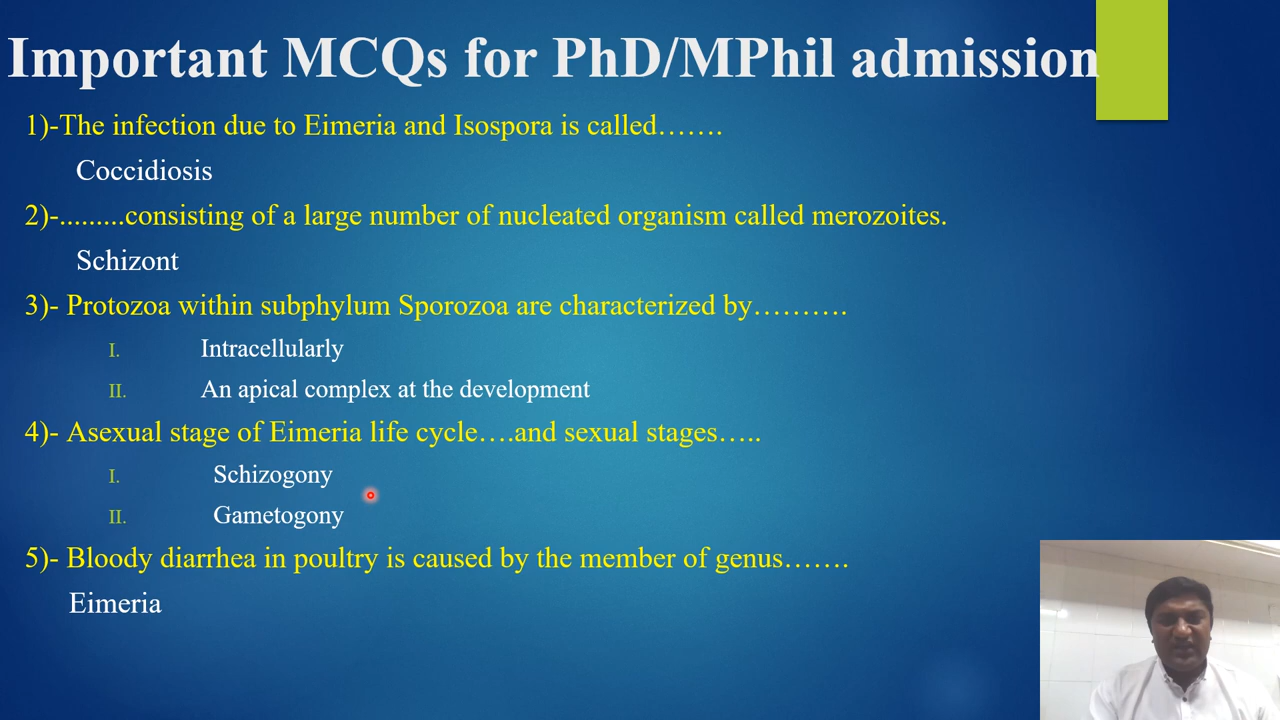 Important MCQs for PhD/MPhil admission
1)-The infection due to Eimeria and Isospora is called…….
Coccidiosis
2)-.........consisting of a large number of nucleated organism called merozoites.
Schizont
3)- Protozoa within subphylum Sporozoa are characterized by……….
I. Intracellularly
II. An apical complex at the development
4)- Asexual stage of Eimeria life cycle….and sexual stages…..
I. Schizogony
II. Gametogony
5)- Bloody diarrhea in poultry is caused by the member of genus…….
Eimeria